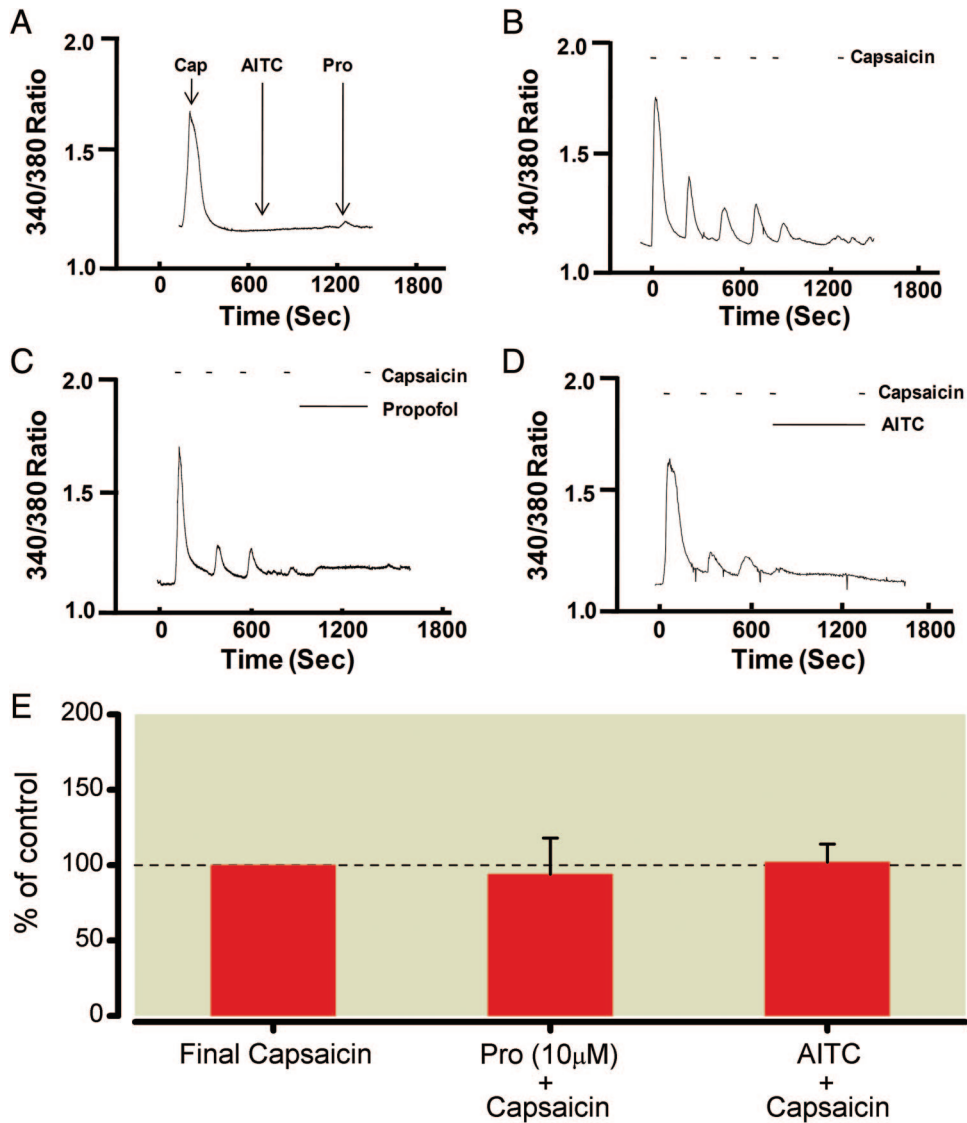 A
2.0
1.5
1.0
340/380 Ratio
Cap AITC Pro
0 600 1200 1800
Time (Sec)
B
2.0
1.5
1.0
340/380 Ratio
Capsaicin
0 600 1200 1800
Time (Sec)
C
2.0
1.5
1.0
340/380 Ratio
Capsaicin
Propofol
0 600 1200 1800
Time (Sec)
D
2.0
1.5
1.0
340/380 Ratio
Capsaicin
AITC
0 600 1200 1800
Time (Sec)
E
200
150
100
50
0
% of control
Final Capsaicin
Pro (10µM)
+
Capsaicin
AITC
+
Capsaicin